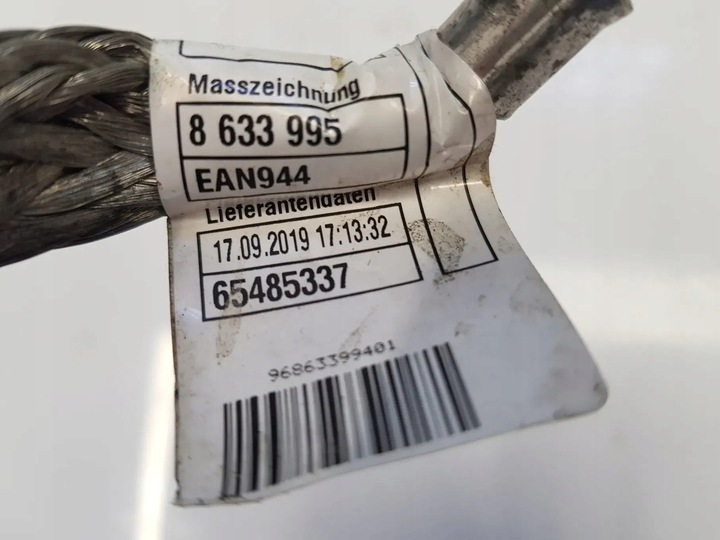 Masszeichnung
8 633 995
EAN944
Lieferantendaten
17.09.2019 17:13:32
65485337
96863399401